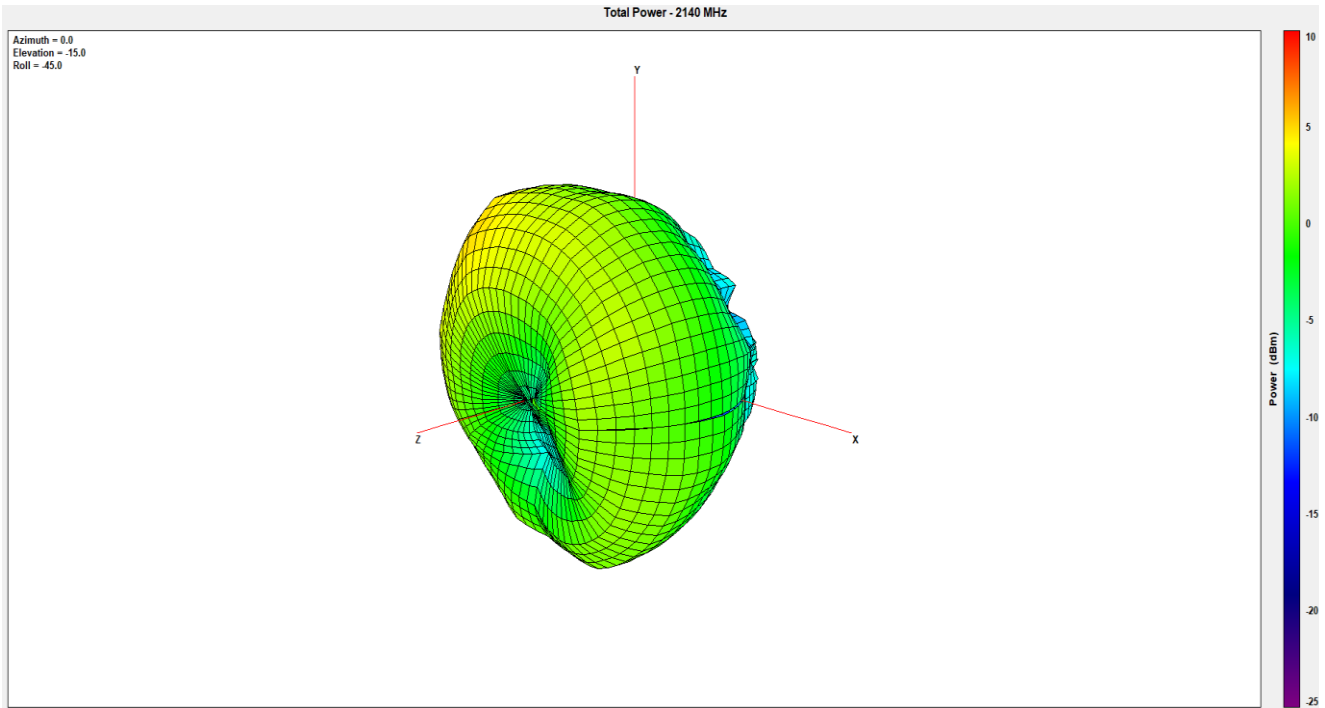 Total Power - 2140 MHz
Azimuth = 0.0
Elevation = -15.0
Roll = -45.0
Y
Z
X
10
5
0
-5
-10
-15
-20
-25
Power (dBm)